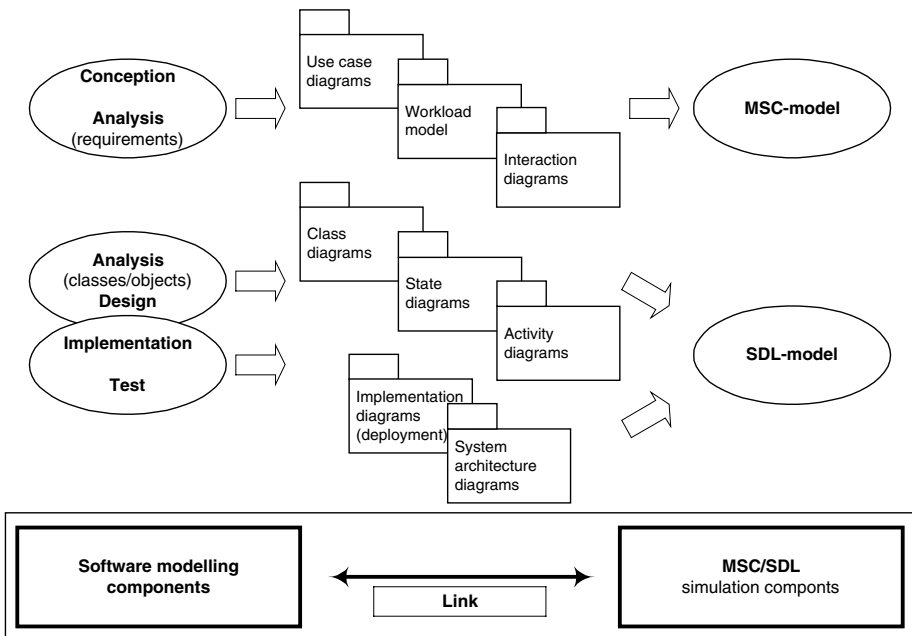 Conception
Analysis
(requirements)
Use case
diagrams
Workload
model
Interaction
diagrams
MSC-model
Analysis
(classes/objects)
Design
Implementation
Test
Class
diagrams
State
diagrams
Activity
diagrams
Implementation
diagrams
(deployment)
System
architecture
diagrams
SDL-model
Software modelling
components
Link
MSC/SDL
simulation componts